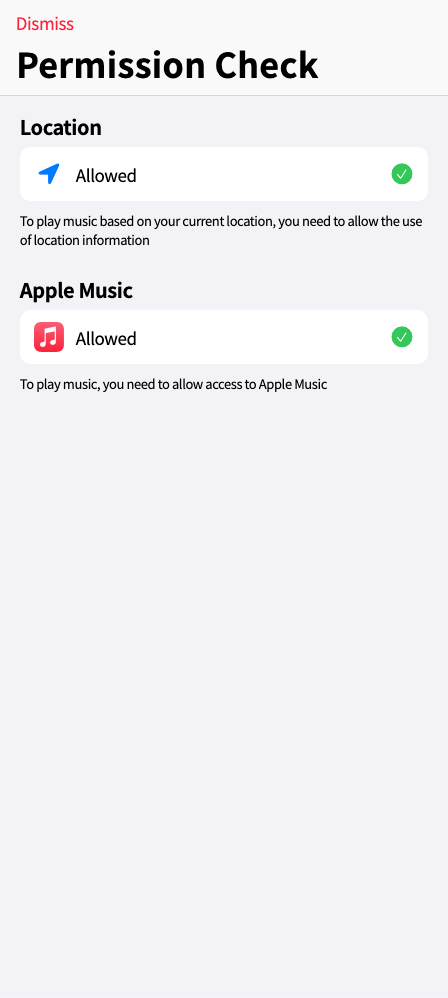 Dismiss
Permission Check
Location
Allowed
To play music based on your current location, you need to allow the use
of location information
Apple Music
Allowed
To play music, you need to allow access to Apple Music